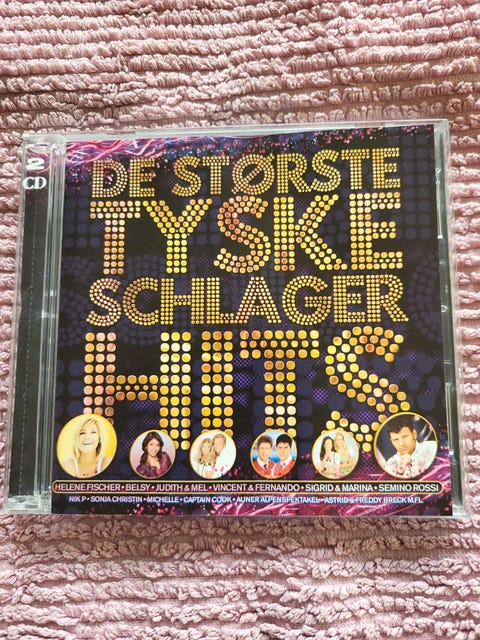 2
CD
DE STØRSTE
TYSKE
SCHLAGER
HITS
HELENE FISCHER • BELSY • JUDITH & MEL • VINCENT & FERNANDO • SIGRID & MARINA • SEMINO ROSSI
NIK P • SONJA CHRISTIN • MICHELLE • CAPTAIN COOK • AUNER ALPENSPEKTAKEL • ASTRID & FREDDY BRECK M.FL.